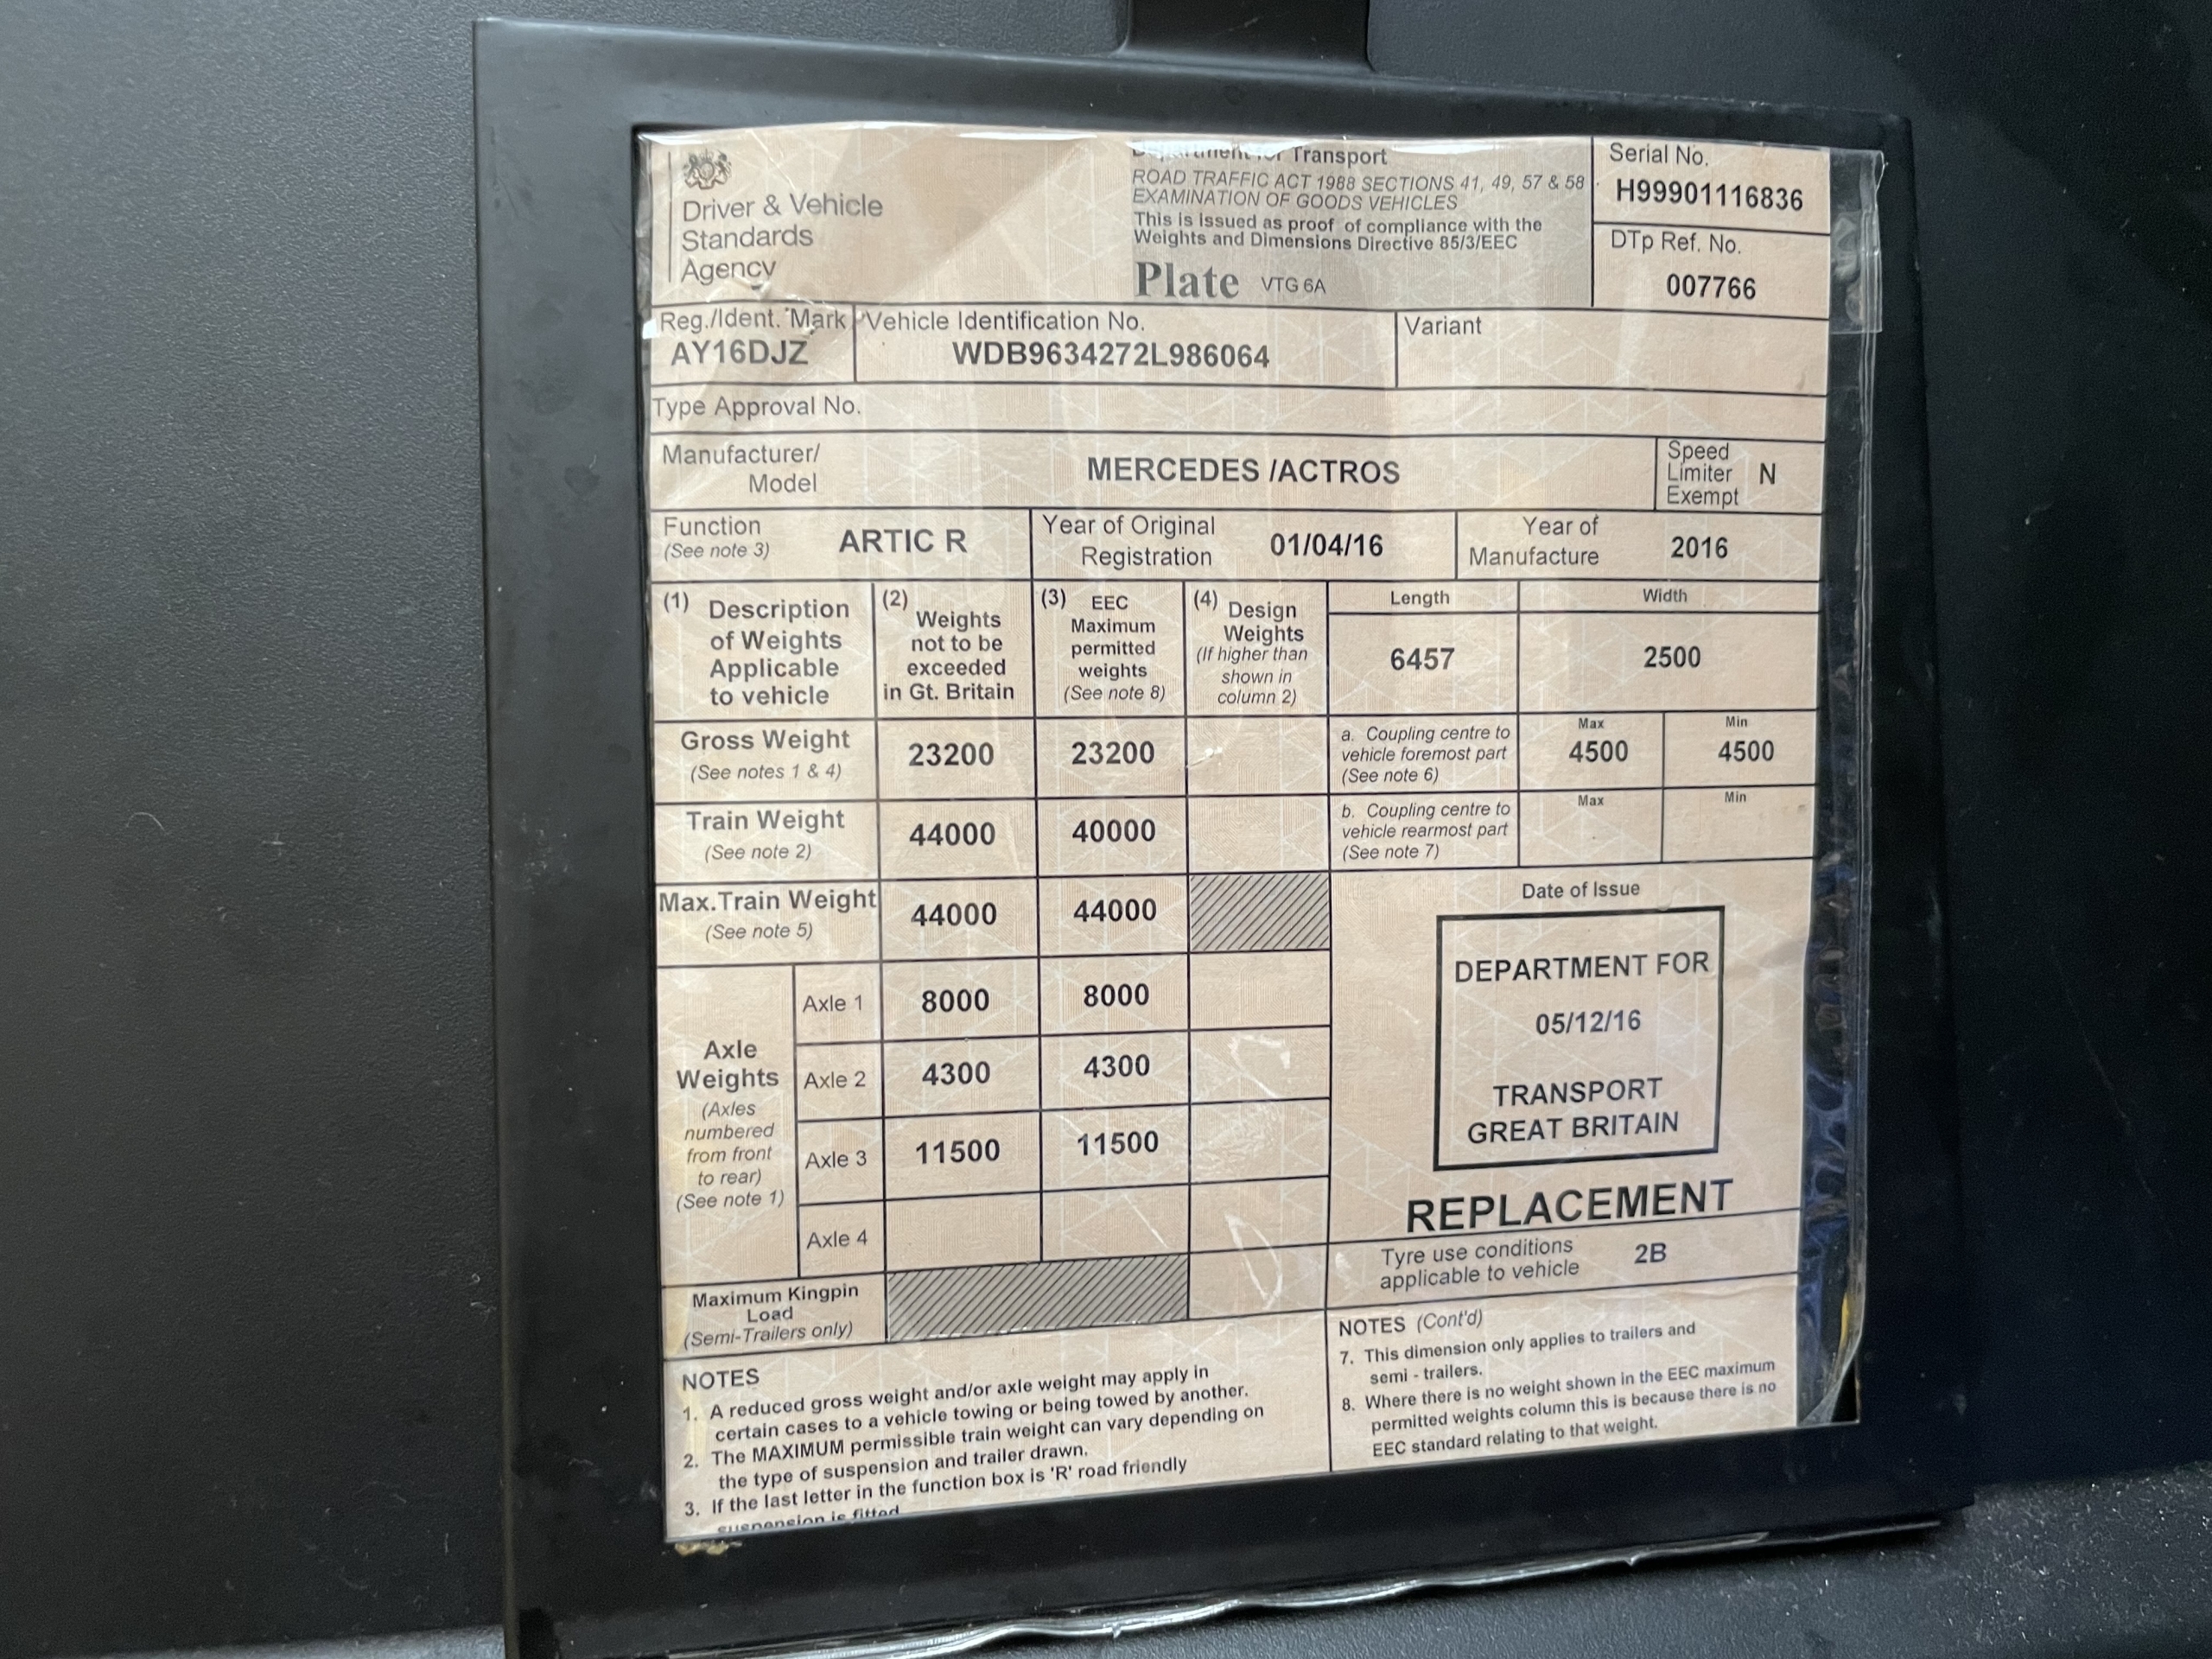 Driver & Vehicle
Standards
Agency
Department for Transport
ROAD TRAFFIC ACT 1988 SECTIONS 41, 49, 57 & 58
EXAMINATION OF GOODS VEHICLES
This is issued as proof of compliance with the
Weights and Dimensions Directive 85/3/EEC
Plate VTG 6A
Serial No.
H99901116836
DTp Ref. No.
007766
Reg./Ident. Mark
AY16DJZ
Vehicle Identification No.
WDB9634272L986064
Variant
Type Approval No.
Manufacturer/
Model
MERCEDES /ACTROS
Speed
Limiter
Exempt
N
Function
(See note 3)
ARTIC R
Year of Original
Registration
01/04/16
Year of
Manufacture
2016
(1) Description
of Weights
Applicable
to vehicle
(2) Weights
not to be
exceeded
in Gt. Britain
(3) EEC
Maximum
permitted
weights
(See note 8)
(4) Design
Weights
(If higher than
shown in
column 2)
Length
6457
Width
2500
Gross Weight
(See notes 1 & 4)
23200
23200
a. Coupling centre to
vehicle foremost part
(See note 6)
Max
4500
Min
4500
Train Weight
(See note 2)
44000
40000
b. Coupling centre to
vehicle rearmost part
(See note 7)
Max
Min
Max.Train Weight
(See note 5)
44000
44000
Axle
Weights
(Axles
numbered
from front
to rear)
(See note 1)
Axle 1
8000
8000
Axle 2
4300
4300
Axle 3
11500
11500
Axle 4
Maximum Kingpin
Load
(Semi-Trailers only)
Date of Issue
DEPARTMENT FOR
05/12/16
TRANSPORT
GREAT BRITAIN
REPLACEMENT
Tyre use conditions
applicable to vehicle
2B
NOTES
1. A reduced gross weight and/or axle weight may apply in
certain cases to a vehicle towing or being towed by another.
2. The MAXIMUM permissible train weight can vary depending on
the type of suspension and trailer drawn.
3. If the last letter in the function box is 'R' road friendly
suspension is fitted
NOTES (Cont'd)
7. This dimension only applies to trailers and
semi - trailers.
8. Where there is no weight shown in the EEC maximum
permitted weights column this is because there is no
EEC standard relating to that weight.